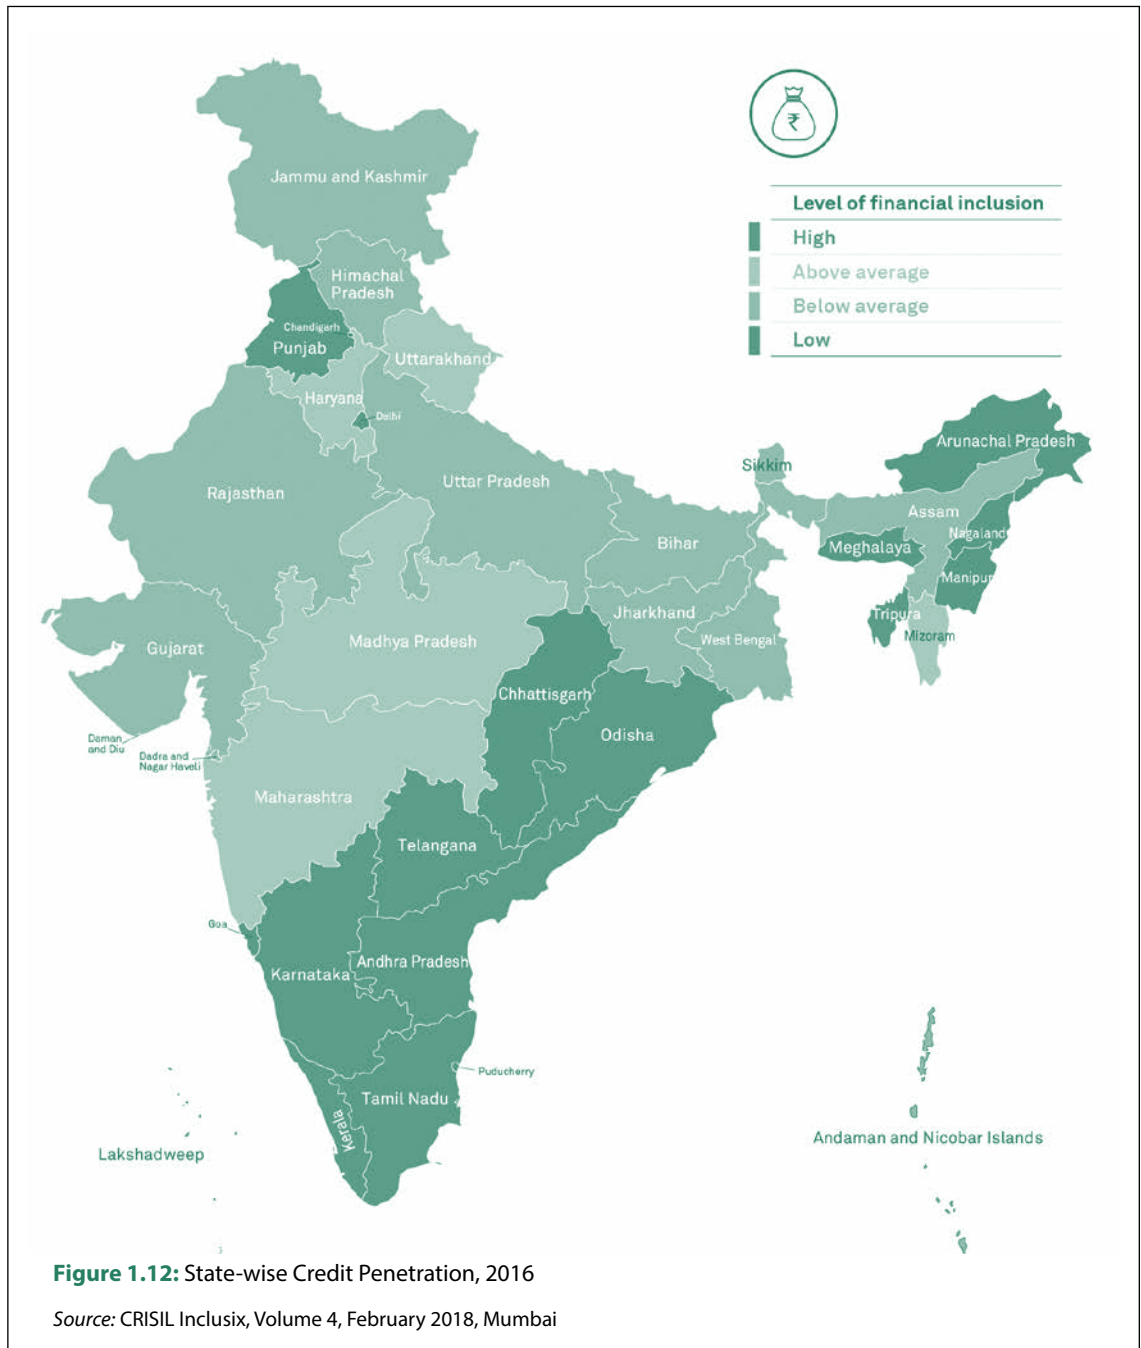 ₹
Level of financial inclusion
High
Above average
Below average
Low
Jammu and Kashmir
Himachal
Pradesh
Chandigarh
Punjab
Uttarakhand
Haryana
Delhi
Arunachal Pradesh
Sikkim
Uttar Pradesh
Rajasthan
Assam
Nagaland
Bihar
Meghalaya
Manipur
Jharkhand
Tripura
Mizoram
West Bengal
Madhya Pradesh
Gujarat
Chhattisgarh
Odisha
Daman
and Diu
Dadra and
Nagar Haveli
Maharashtra
Telangana
Goa
Andhra Pradesh
Karnataka
Puducherry
Tamil Nadu
Kerala
Andaman and Nicobar Islands
Lakshadweep
Figure 1.12: State-wise Credit Penetration, 2016
Source: CRISIL Inclusix, Volume 4, February 2018, Mumbai